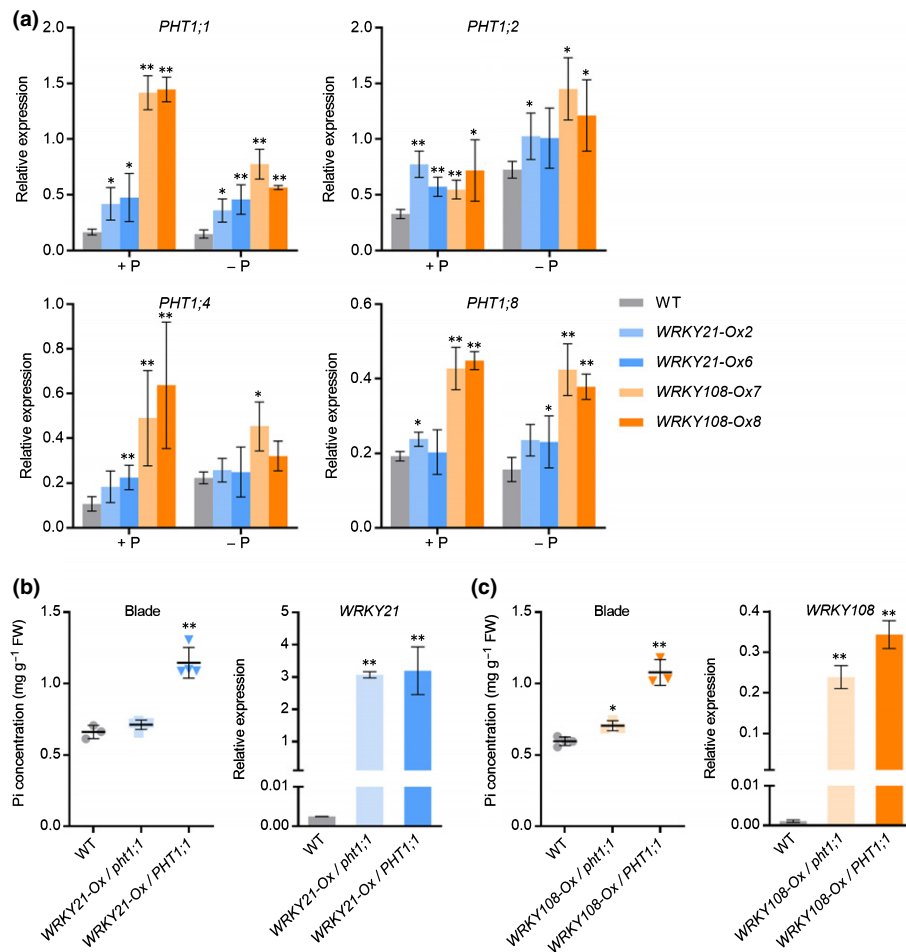 (a)
PHT1;1
PHT1;2
2.0
1.5
1.0
0.5
0.0
Relative expression
* * ** **
* ** ** **
+ P
– P
2.0
1.5
1.0
0.5
0.0
Relative expression
** ** ** *
* * *
+ P
– P
PHT1;4
PHT1;8
1.0
0.8
0.6
0.4
0.2
0.0
Relative expression
** ** **
*
+ P
– P
0.6
0.4
0.2
0.0
Relative expression
* ** **
* ** **
+ P
– P
WT
WRKY21-Ox2
WRKY21-Ox6
WRKY108-Ox7
WRKY108-Ox8
(b)
Blade
1.5
1.0
0.5
0.0
Pi concentration (mg g⁻¹ FW)
**
WT
WRKY21-Ox / pht1;1
WRKY21-Ox / PHT1;1
WRKY21
5
4
3
2
1
0.01
0.00
Relative expression
** **
WT
WRKY21-Ox / pht1;1
WRKY21-Ox / PHT1;1
(c)
Blade
1.5
1.0
0.5
0.0
Pi concentration (mg g⁻¹ FW)
* **
WT
WRKY108-Ox / pht1;1
WRKY108-Ox / PHT1;1
WRKY108
0.4
0.3
0.2
0.1
0.01
0.00
Relative expression
** **
WT
WRKY108-Ox / pht1;1
WRKY108-Ox / PHT1;1